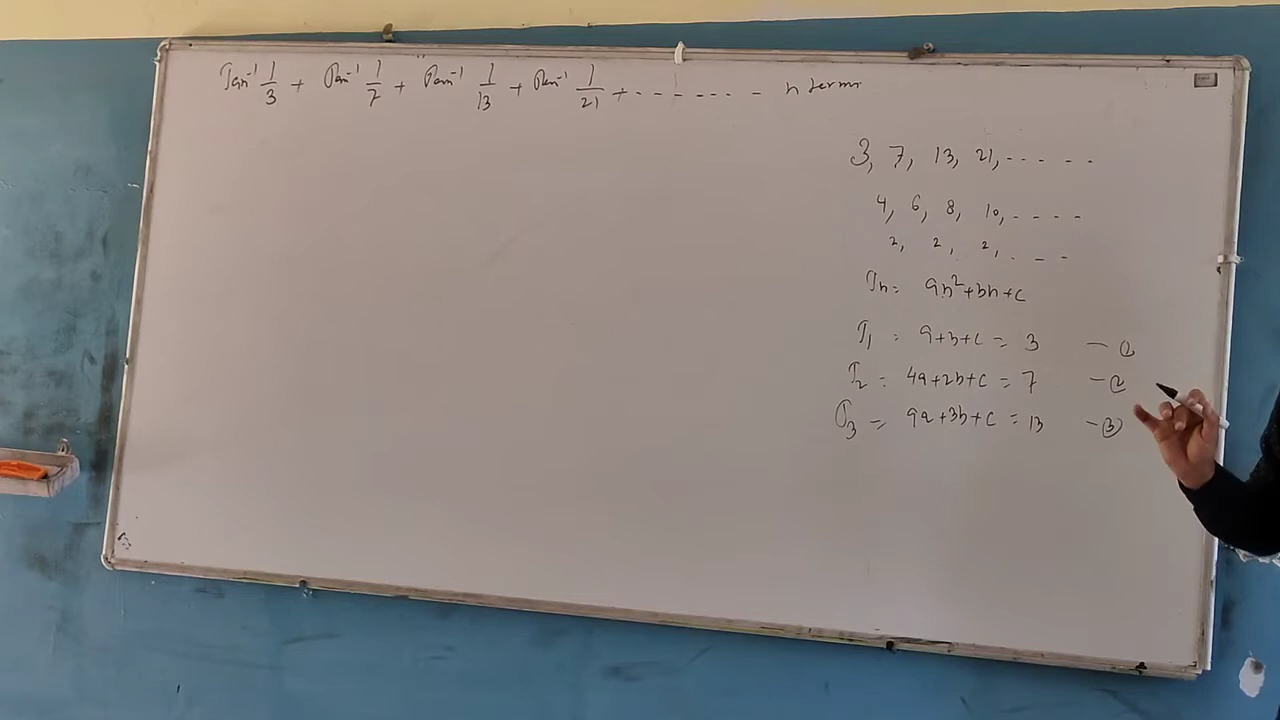 Tan⁻¹ 1/3 + Tan⁻¹ 1/7 + Tan⁻¹ 1/13 + Tan⁻¹ 1/21 + - - - - - - - n terms
3, 7, 13, 21, - - - - -
4, 6, 8, 10, - - - -
2, 2, 2, - - -
Tn = an²+bn+c
T₁ = a+b+c = 3 - ①
T₂ = 4a+2b+c = 7 - ②
T₃ = 9a+3b+c = 13 - ③